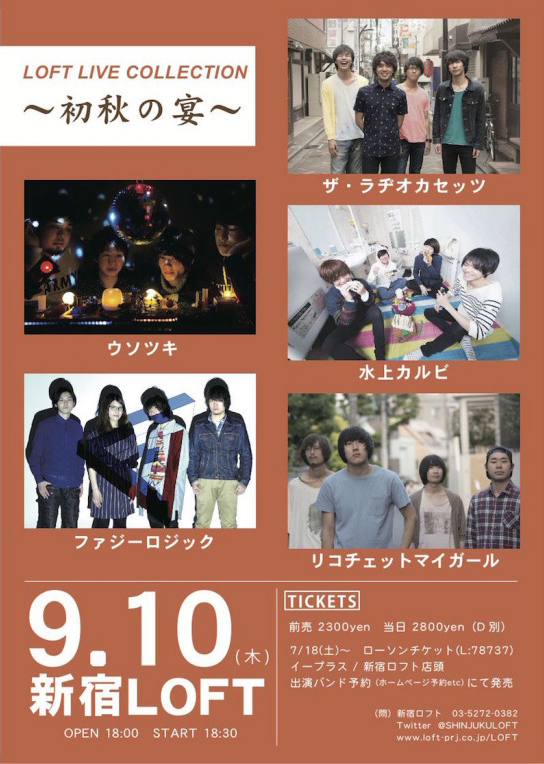 LOFT LIVE COLLECTION
〜初秋の宴〜
ザ・ラヂオカセッツ
ウソツキ
水上カルビ
ファジーロジック
リコチェットマイガール
9.10(木)
新宿LOFT
OPEN 18:00 START 18:30
TICKETS
前売 2300yen 当日 2800yen（D別）
7/18(土)〜 ローソンチケット(L:78737)
イープラス / 新宿ロフト店頭
出演バンド予約（ホームページ予約etc）にて発売
（問）新宿ロフト 03-5272-0382
Twitter @SHINJUKULOFT
www.loft-prj.co.jp/LOFT